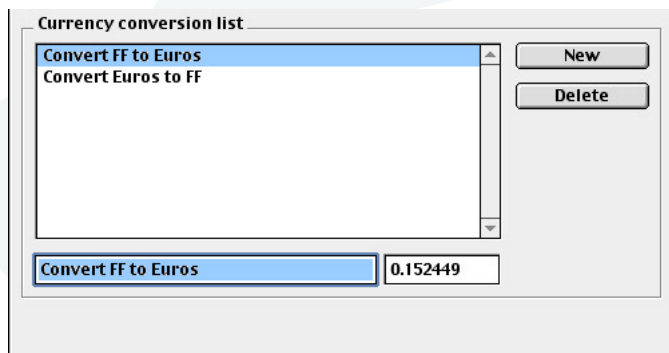 Currency conversion list
Convert FF to Euros
Convert Euros to FF
New
Delete
Convert FF to Euros
0.152449